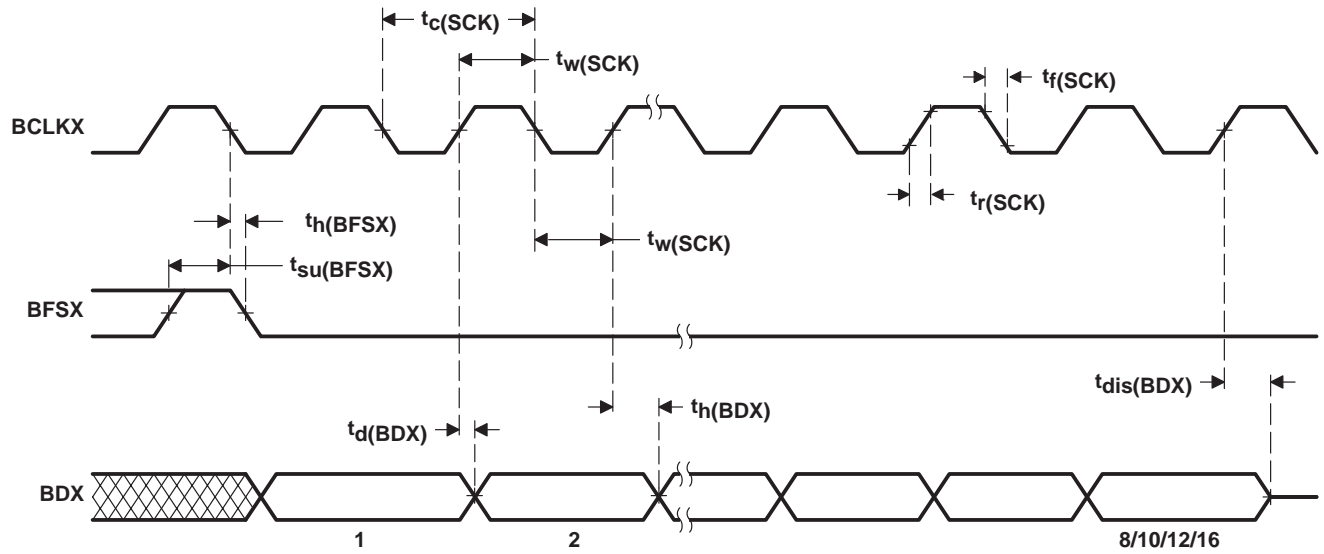 tc(SCK)
tw(SCK)
tf(SCK)
BCLKX
tr(SCK)
th(BFSX)
tw(SCK)
tsu(BFSX)
BFSX
tdis(BDX)
th(BDX)
td(BDX)
BDX
1 2 8/10/12/16